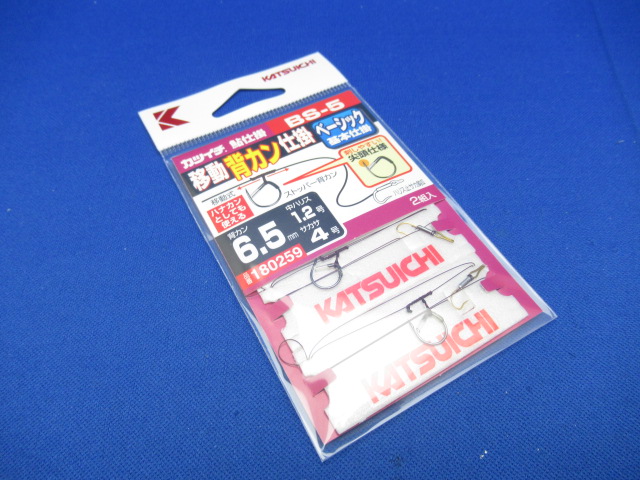 KATSUICHI
カツイチ 鮎仕掛 BS-5
移動 背カン 仕掛 ベーシック
基本仕掛
移動式
ストッパー背カン
尖頭仕様
ハナカン
としても
使える
2組入
背カン
6.5mm
中ハリス
1.2号
サカサ
4号
180259
KATSUICHI
KATSUICHI